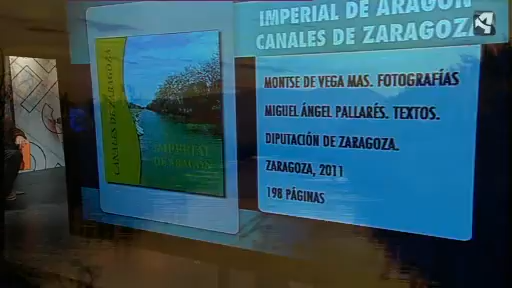 IMPERIAL DE ARAGÓN
CANALES DE ZARAGOZA
MONTSE DE VEGA MAS. FOTOGRAFÍAS
MIGUEL ÁNGEL PALLARÉS. TEXTOS.
DIPUTACIÓN DE ZARAGOZA.
ZARAGOZA, 2011
198 PÁGINAS
CANALES DE ZARAGOZA
IMPERIAL
DE ARAGÓN